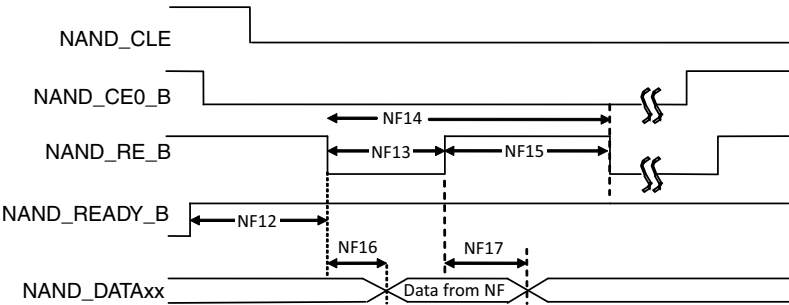 NAND_CLE
NAND_CE0_B
NF14
NAND_RE_B
NF13
NF15
NAND_READY_B
NF12
NF16
NF17
NAND_DATAxx
Data from NF